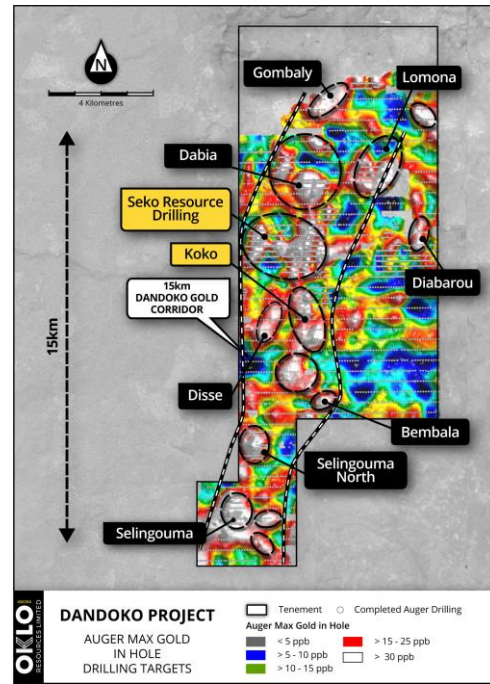 N
4 Kilometres
Gombaly
Lomona
Dabia
Seko Resource
Drilling
Koko
Diabarou
15km
DANDOKO GOLD
CORRIDOR
15km
Disse
Bembala
Selingouma
North
Selingouma
OKLO
RESOURCES LIMITED
DANDOKO PROJECT
AUGER MAX GOLD
IN HOLE
DRILLING TARGETS
Tenement
Completed Auger Drilling
Auger Max Gold in Hole
< 5 ppb
> 5 - 10 ppb
> 10 - 15 ppb
> 15 - 25 ppb
> 30 ppb